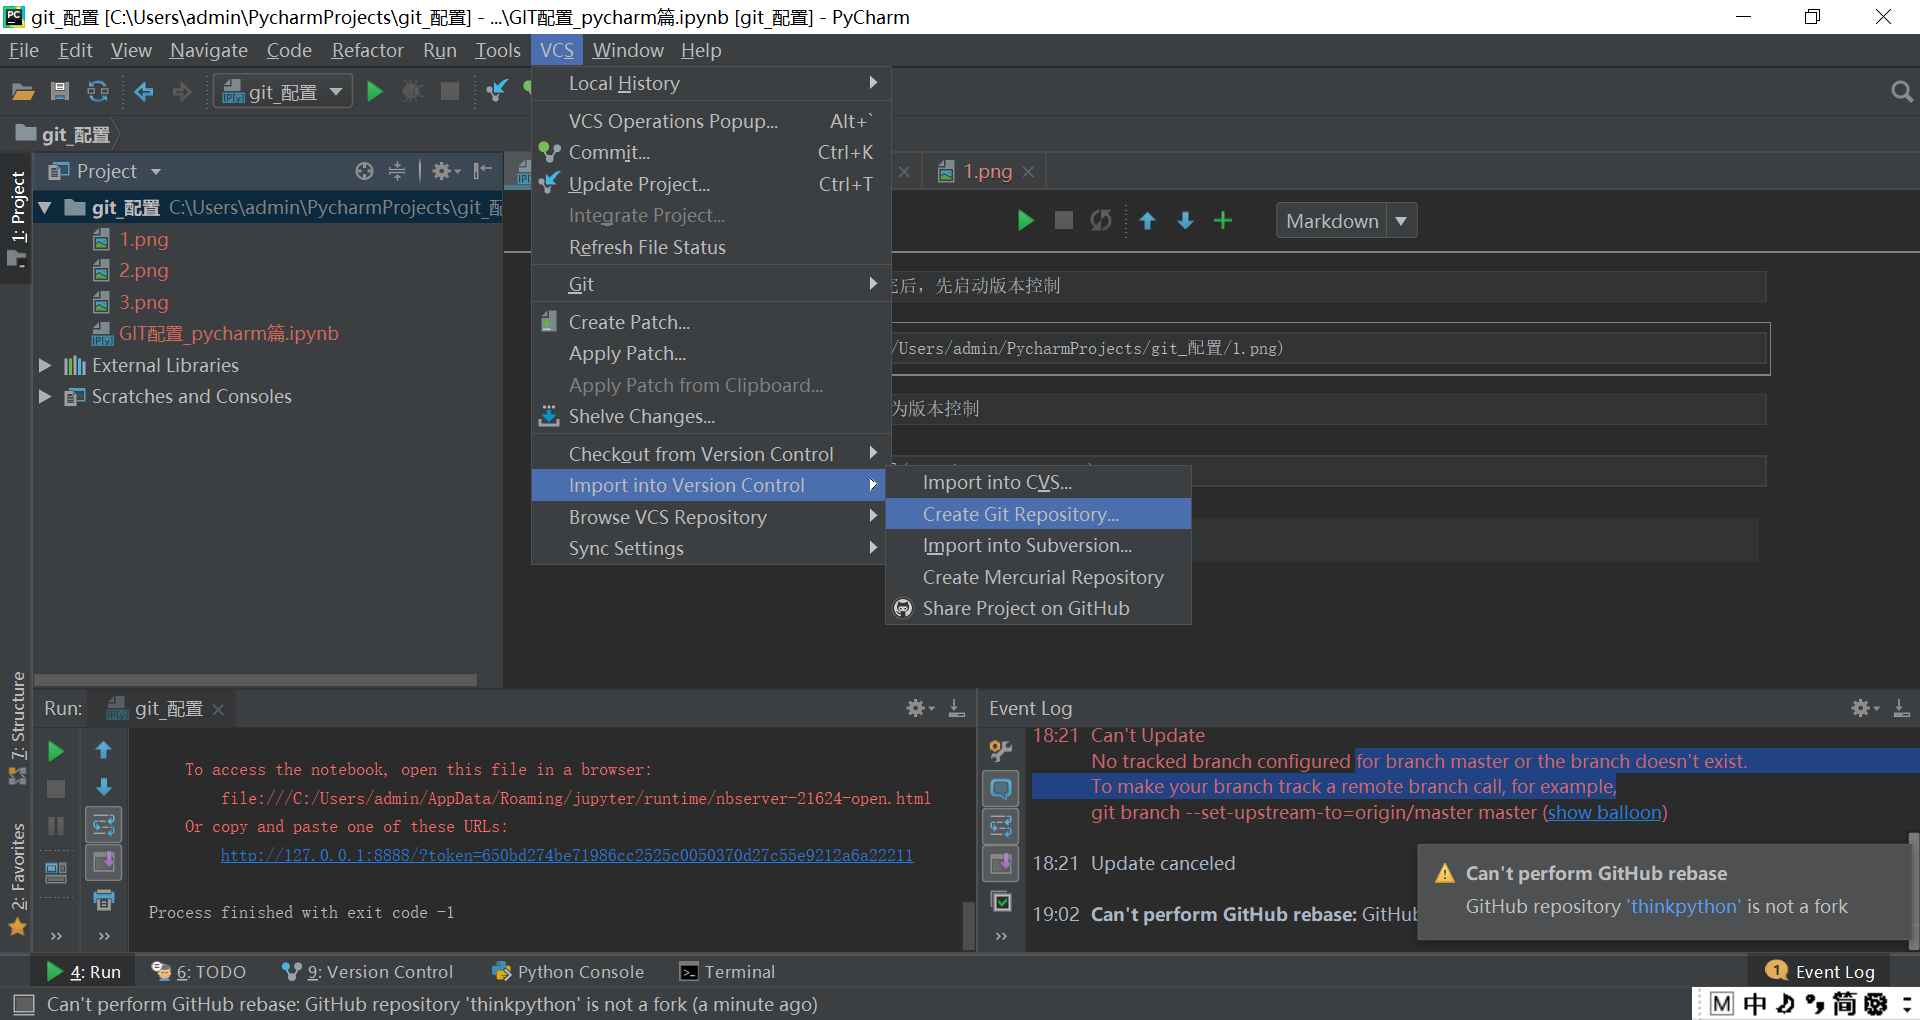 git_配置 [C:\Users\admin\PycharmProjects\git_配置] - ...\GIT配置_pycharm篇.ipynb [git_配置] - PyCharm
File Edit View Navigate Code Refactor Run Tools VCS Window Help
git_配置
git_配置
Local History
VCS Operations Popup... Alt+`
Commit... Ctrl+K
Update Project... Ctrl+T
Integrate Project...
Refresh File Status
Git
Create Patch...
Apply Patch...
Apply Patch from Clipboard...
Shelve Changes...
Checkout from Version Control
Import into Version Control
Browse VCS Repository
Sync Settings
Import into CVS...
Create Git Repository...
Import into Subversion...
Create Mercurial Repository
Share Project on GitHub
1: Project
7: Structure
2: Favorites
Project
git_配置 C:\Users\admin\PycharmProjects\git_配
1.png
2.png
3.png
GIT配置_pycharm篇.ipynb
External Libraries
Scratches and Consoles
1.png
Markdown
后，先启动版本控制
/Users/admin/PycharmProjects/git_配置/1.png)
为版本控制
Run: git_配置
To access the notebook, open this file in a browser:
file:///C:/Users/admin/AppData/Roaming/jupyter/runtime/nbserver-21624-open.html
Or copy and paste one of these URLs:
http://127.0.0.1:8888/?token=650bd274be71986cc2525c0050370d27c55e9212a6a22211
Process finished with exit code -1
Event Log
18:21 Can't Update
No tracked branch configured for branch master or the branch doesn't exist.
To make your branch track a remote branch call, for example,
git branch --set-upstream-to=origin/master master (show balloon)
18:21 Update canceled
19:02 Can't perform GitHub rebase: GitHub
Can't perform GitHub rebase
GitHub repository 'thinkpython' is not a fork
4: Run 6: TODO 9: Version Control Python Console Terminal 1 Event Log
Can't perform GitHub rebase: GitHub repository 'thinkpython' is not a fork (a minute ago)
M 中 简